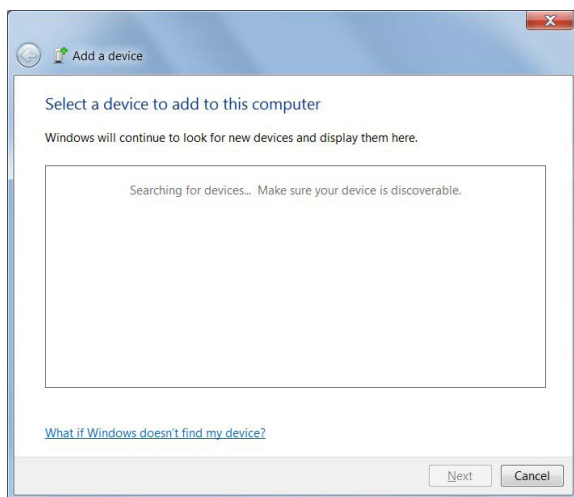 Add a device
Select a device to add to this computer
Windows will continue to look for new devices and display them here.
Searching for devices... Make sure your device is discoverable.
What if Windows doesn't find my device?
Next Cancel